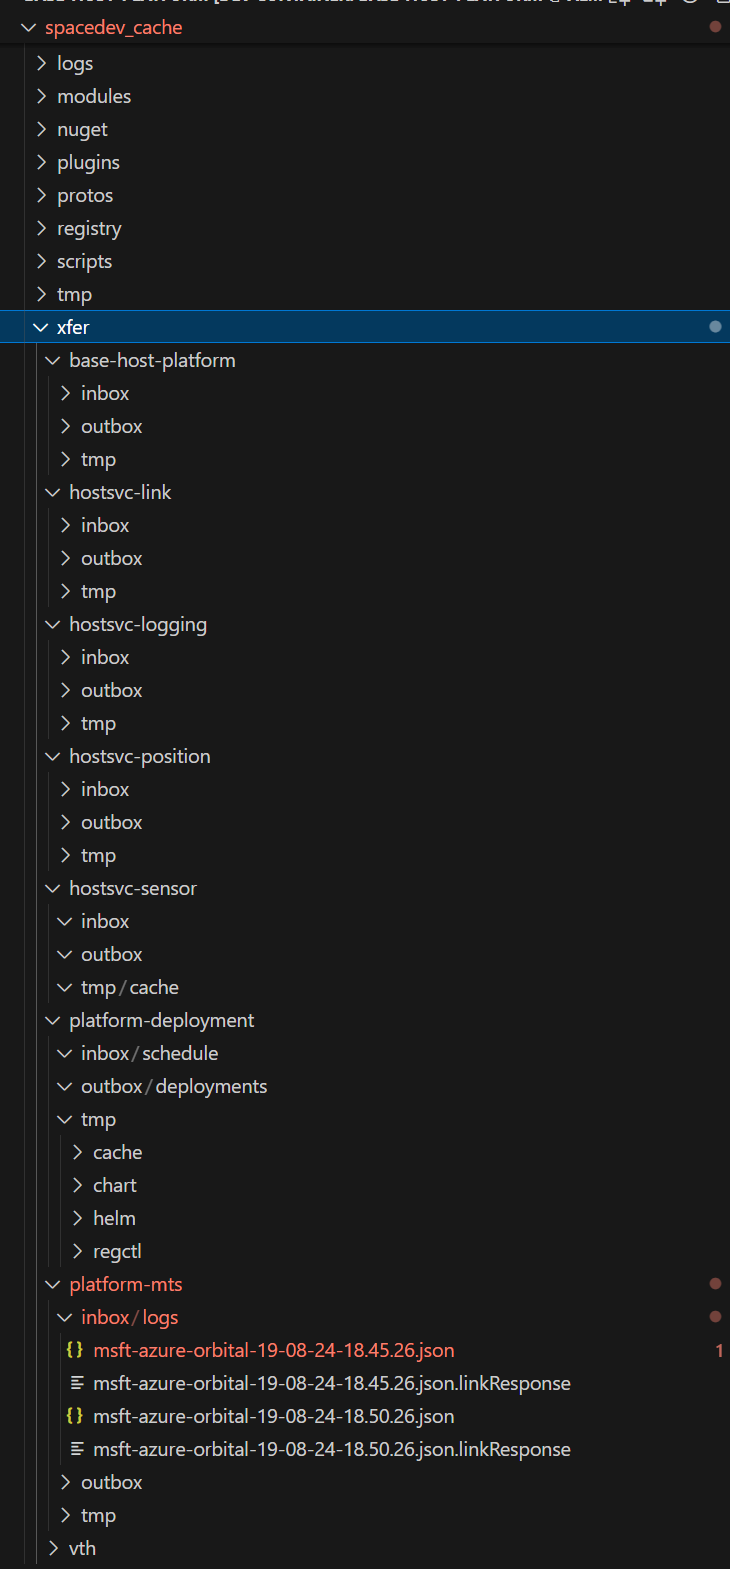 spacedev_cache
logs
modules
nuget
plugins
protos
registry
scripts
tmp
xfer
base-host-platform
inbox
outbox
tmp
hostsvc-link
inbox
outbox
tmp
hostsvc-logging
inbox
outbox
tmp
hostsvc-position
inbox
outbox
tmp
hostsvc-sensor
inbox
outbox
tmp/cache
platform-deployment
inbox/schedule
outbox/deployments
tmp
cache
chart
helm
regctl
platform-mts
inbox/logs
{} msft-azure-orbital-19-08-24-18.45.26.json 1
msft-azure-orbital-19-08-24-18.45.26.json.linkResponse
{} msft-azure-orbital-19-08-24-18.50.26.json
msft-azure-orbital-19-08-24-18.50.26.json.linkResponse
outbox
tmp
vth